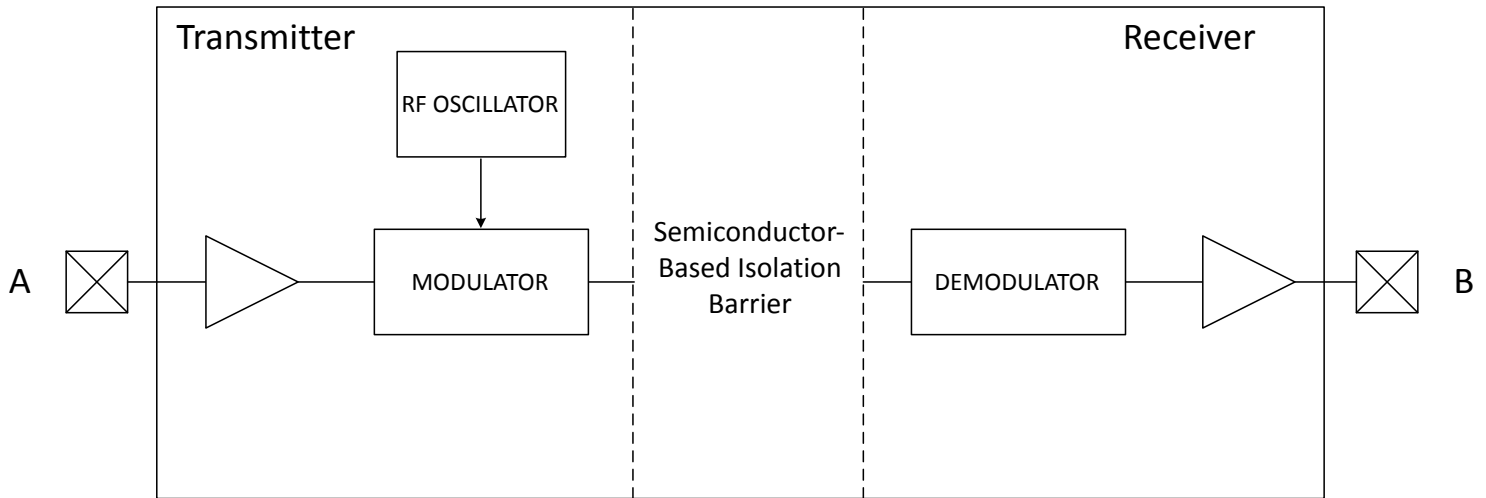 Transmitter
Receiver
RF OSCILLATOR
A
MODULATOR
Semiconductor-
Based Isolation
Barrier
DEMODULATOR
B